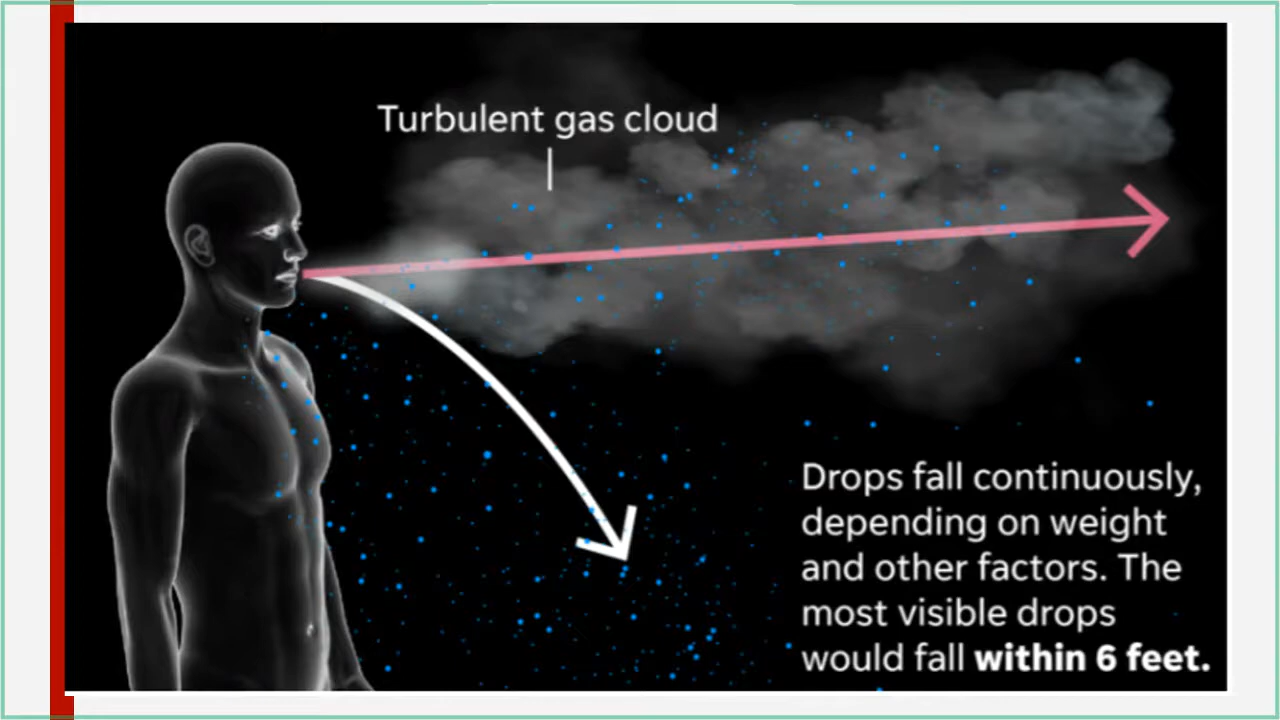 Turbulent gas cloud
Drops fall continuously,
depending on weight
and other factors. The
most visible drops
would fall within 6 feet.